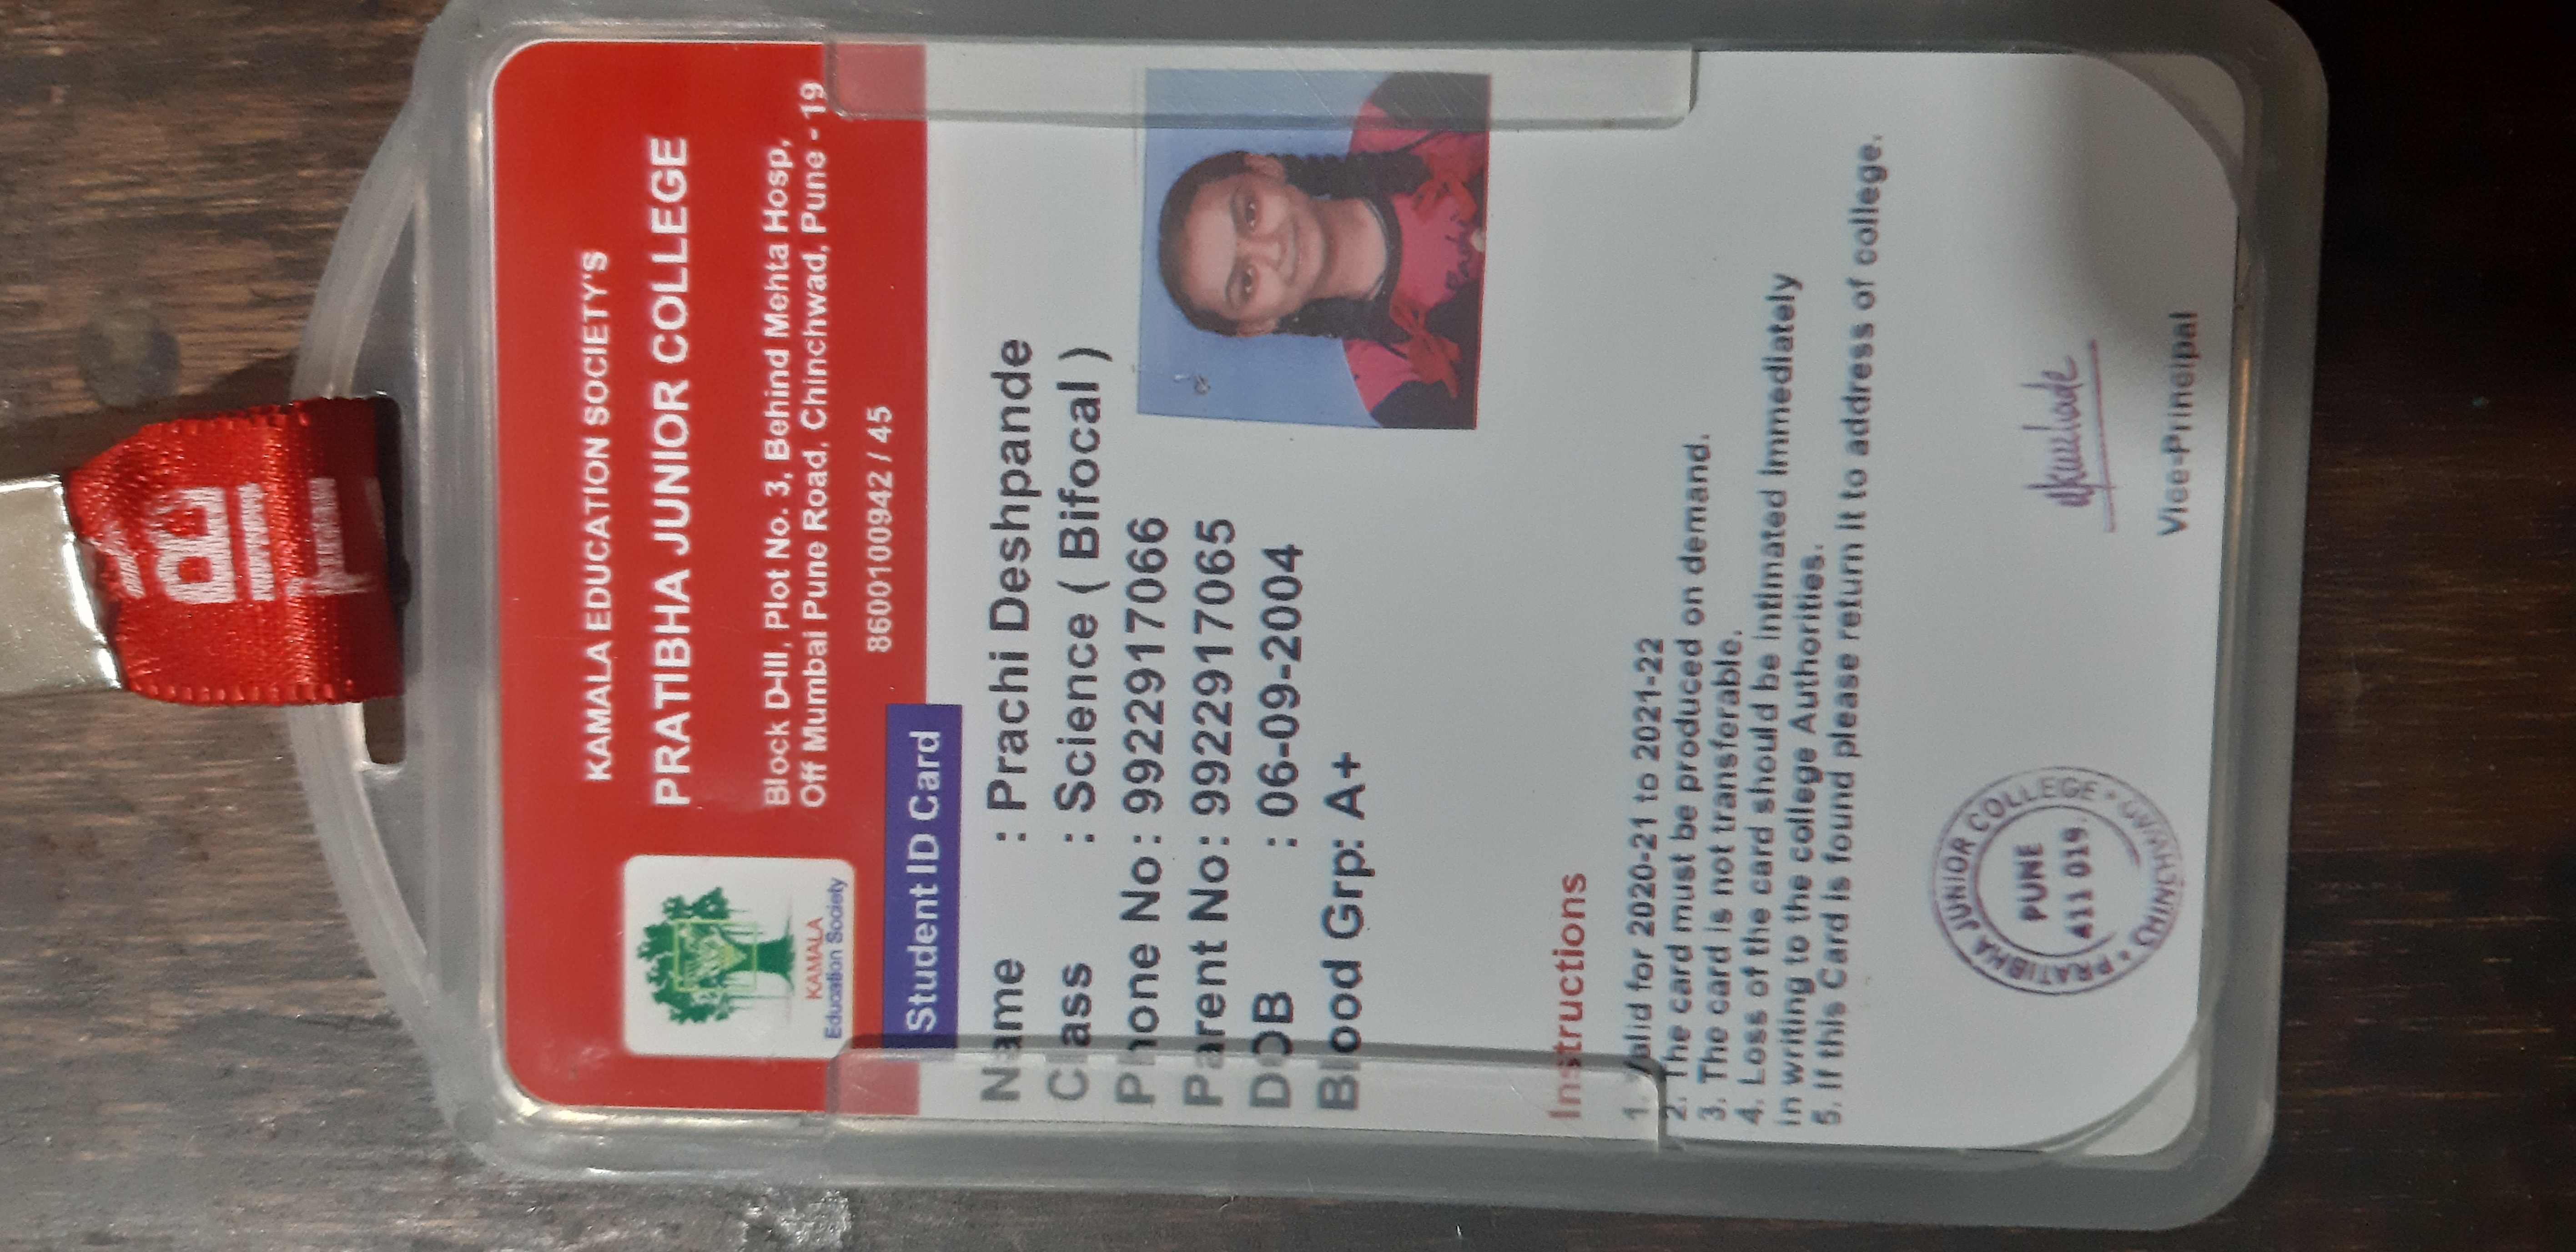 KAMALA EDUCATION SOCIETY'S
PRATIBHA JUNIOR COLLEGE
Block D-III, Plot No. 3, Behind Mehta Hosp,
Off Mumbai Pune Road, Chinchwad, Pune - 19
8600100942 / 45
KAMALA
Education Society
Student ID Card
Name : Prachi Deshpande
Class : Science ( Bifocal )
Phone No: 9922917066
Parent No: 9922917065
DOB : 06-09-2004
Blood Grp: A+
Instructions
1. Valid for 2020-21 to 2021-22
2. The card must be produced on demand.
3. The card is not transferable.
4. Loss of the card should be intimated immediately
in writing to the college Authorities.
5. If this Card is found please return it to address of college.
PRATIBHA JUNIOR COLLEGE * CHINCHWAD *
PUNE
411 019.
Vice-Principal
TIB